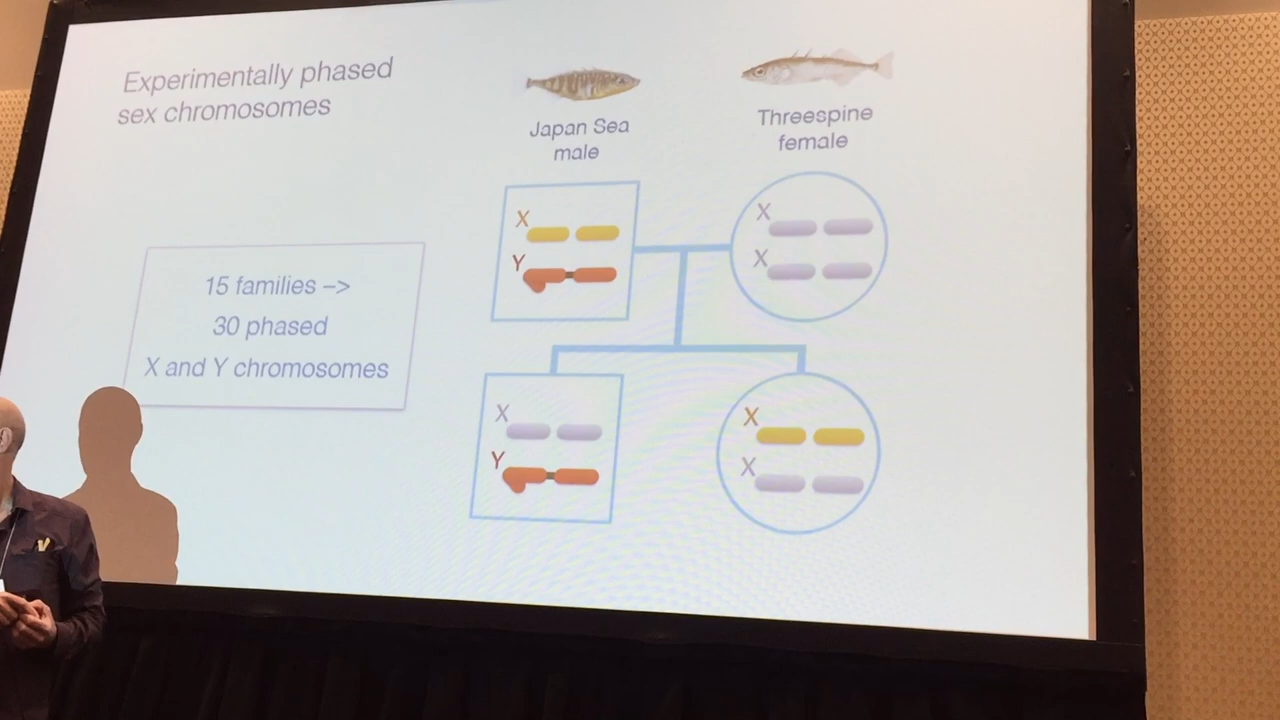 Experimentally phased
sex chromosomes
Japan Sea
male
Threespine
female
X
Y
X
X
15 families –>
30 phased
X and Y chromosomes
X
Y
X
X